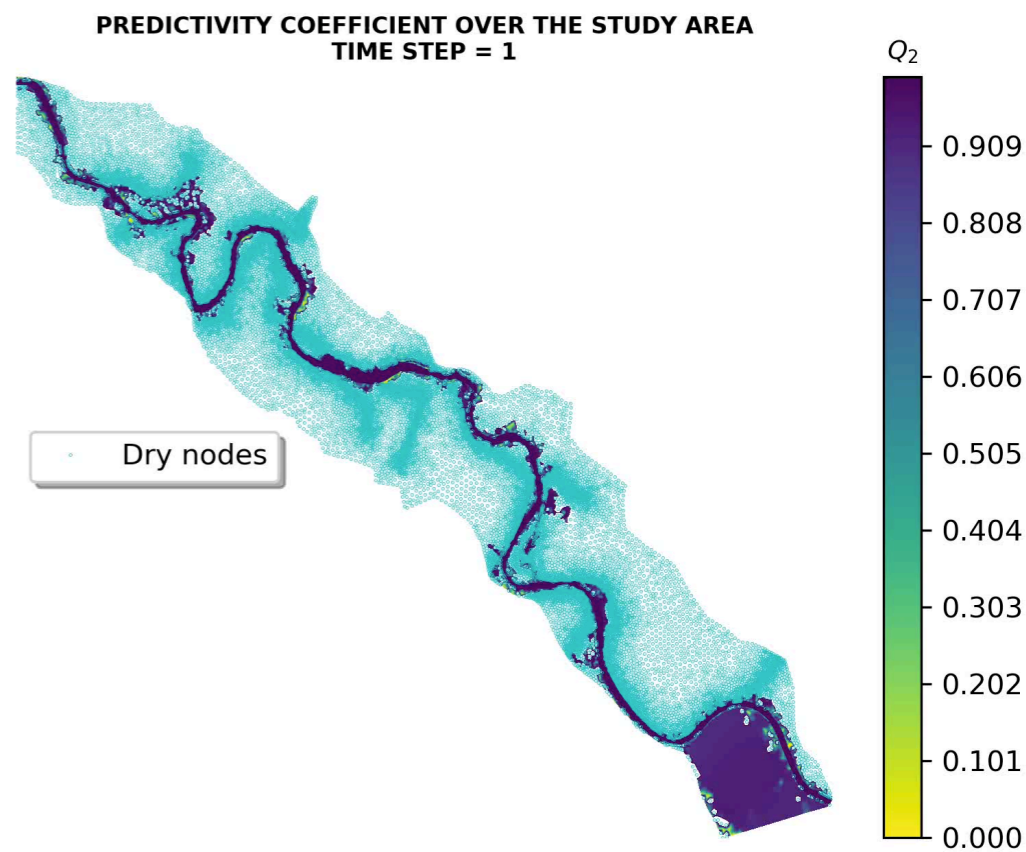 PREDICTIVITY COEFFICIENT OVER THE STUDY AREA
TIME STEP = 1
Q₂
0.909
0.808
0.707
0.606
0.505
0.404
0.303
0.202
0.101
0.000
Dry nodes